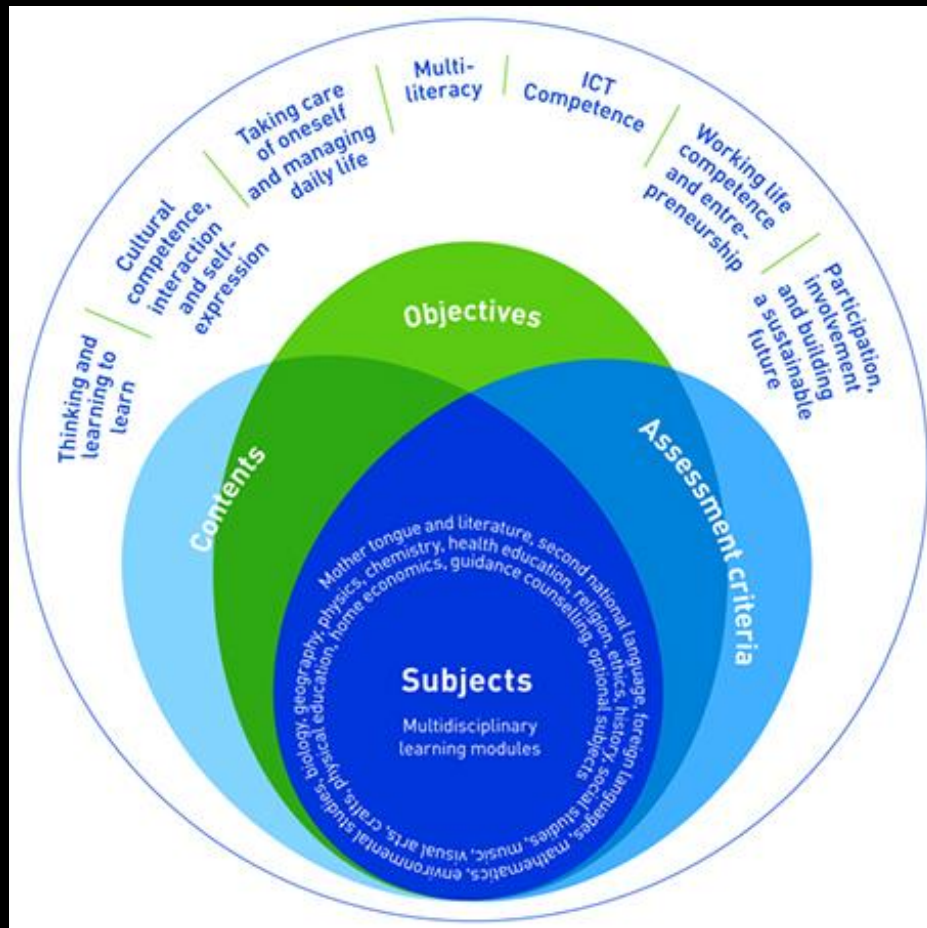 Thinking and
learning to
learn
Cultural
competence,
interaction
and self-
expression
Taking care
of oneself
and managing
daily life
Multi-
literacy
ICT
Competence
Working life
competence
and entre-
preneurship
Participation,
involvement
and building
a sustainable
future
Objectives
Contents
Assessment criteria
Mother tongue and literature, second national language, foreign languages, mathematics, environmental studies, biology, geography, physics, chemistry, health education, religion, ethics, history, social studies, music, visual arts, crafts, physical education, home economics, guidance counselling, optional subjects
Subjects
Multidisciplinary
learning modules